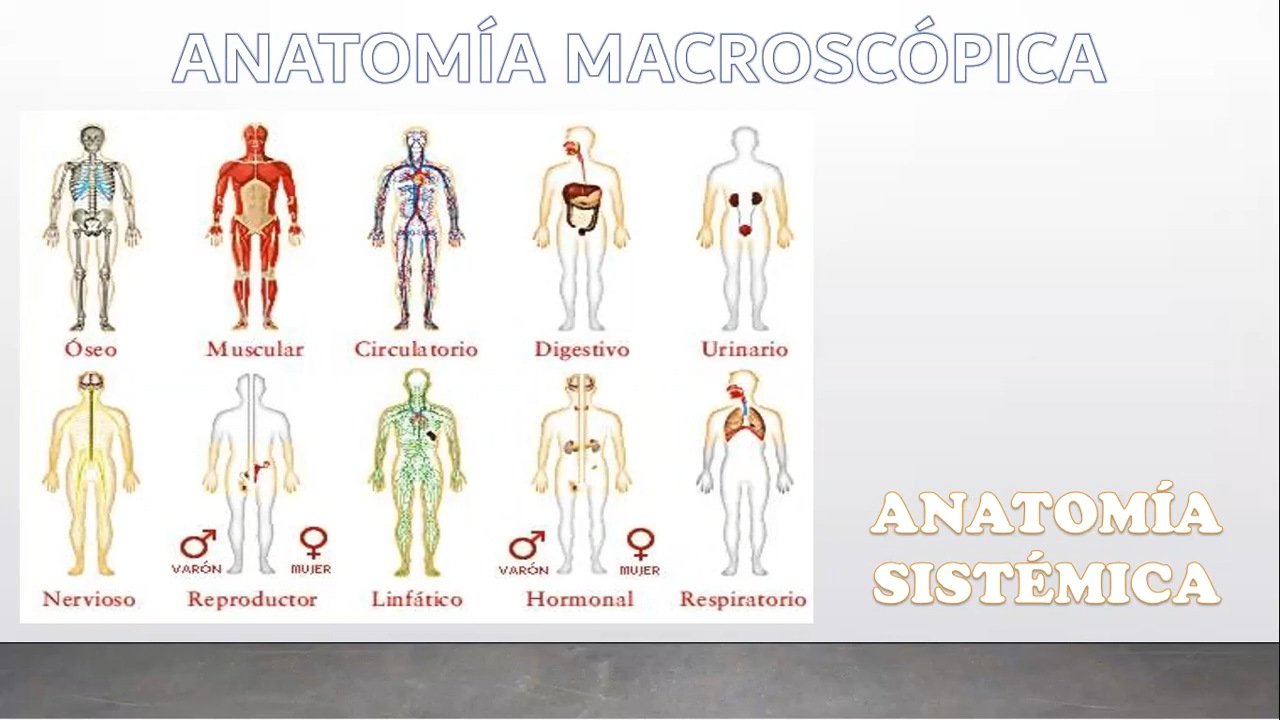 ANATOMÍA MACROSCÓPICA
Óseo
Muscular
Circulatorio
Digestivo
Urinario
VARÓN
MUJER
VARÓN
MUJER
Nervioso
Reproductor
Linfático
Hormonal
Respiratorio
ANATOMÍA
SISTÉMICA